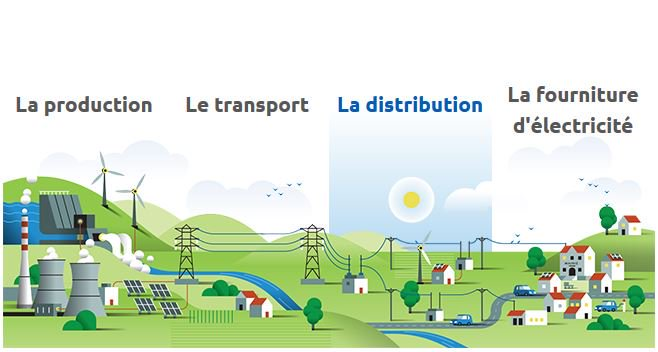 La production
Le transport
La distribution
La fourniture
d'électricité